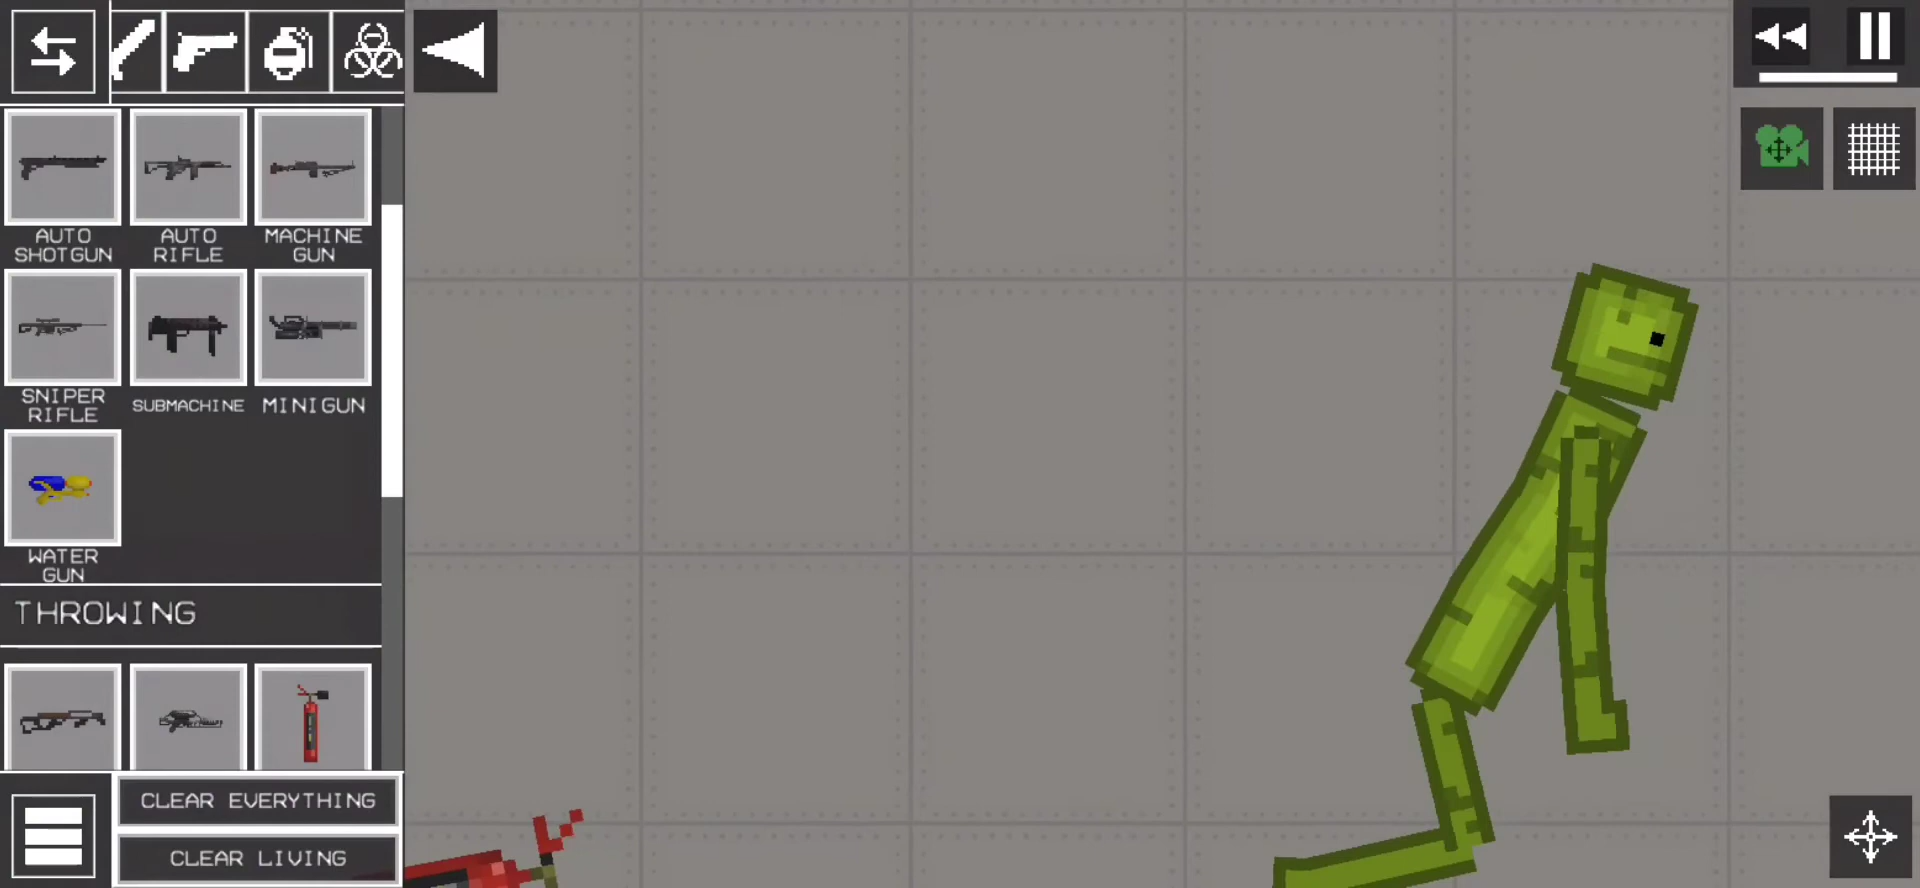 AUTO
SHOTGUN
AUTO
RIFLE
MACHINE
GUN
SNIPER
RIFLE
SUBMACHINE
MINIGUN
WATER
GUN
THROWING
CLEAR EVERYTHING
CLEAR LIVING